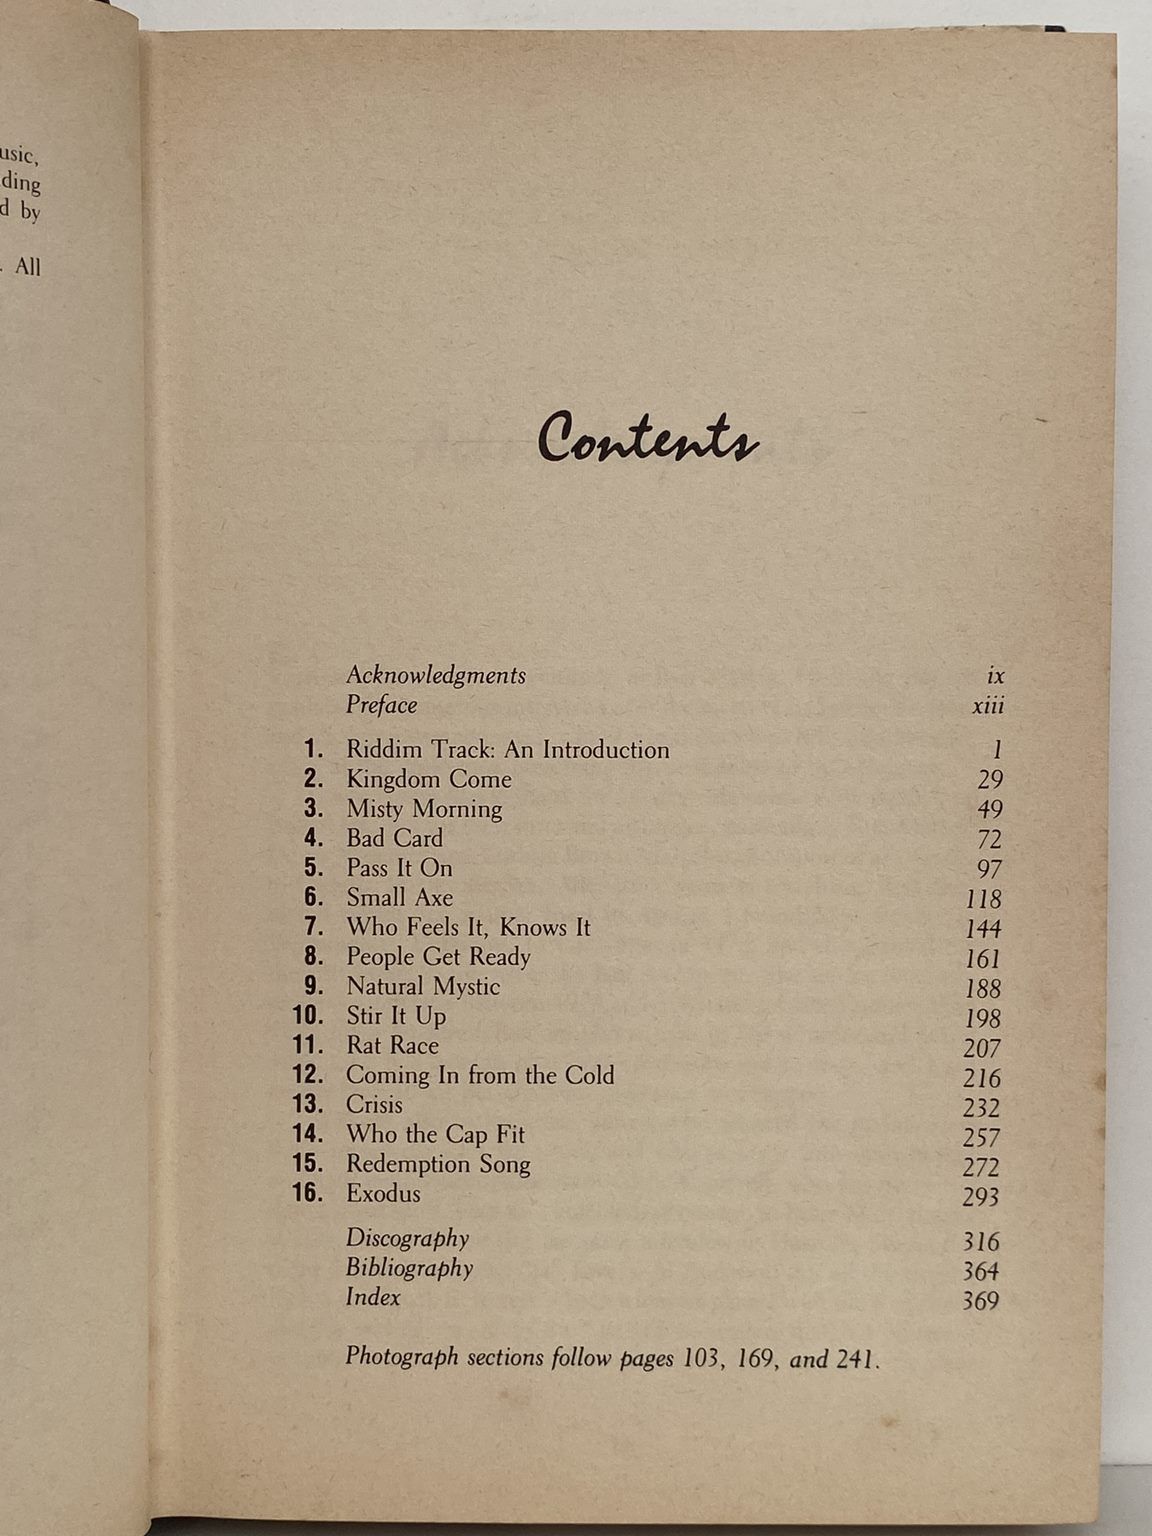 usic,
ding
d by
. All
Contents
Acknowledgments ix
Preface xiii
1. Riddim Track: An Introduction 1
2. Kingdom Come 29
3. Misty Morning 49
4. Bad Card 72
5. Pass It On 97
6. Small Axe 118
7. Who Feels It, Knows It 144
8. People Get Ready 161
9. Natural Mystic 188
10. Stir It Up 198
11. Rat Race 207
12. Coming In from the Cold 216
13. Crisis 232
14. Who the Cap Fit 257
15. Redemption Song 272
16. Exodus 293
Discography 316
Bibliography 364
Index 369
Photograph sections follow pages 103, 169, and 241.